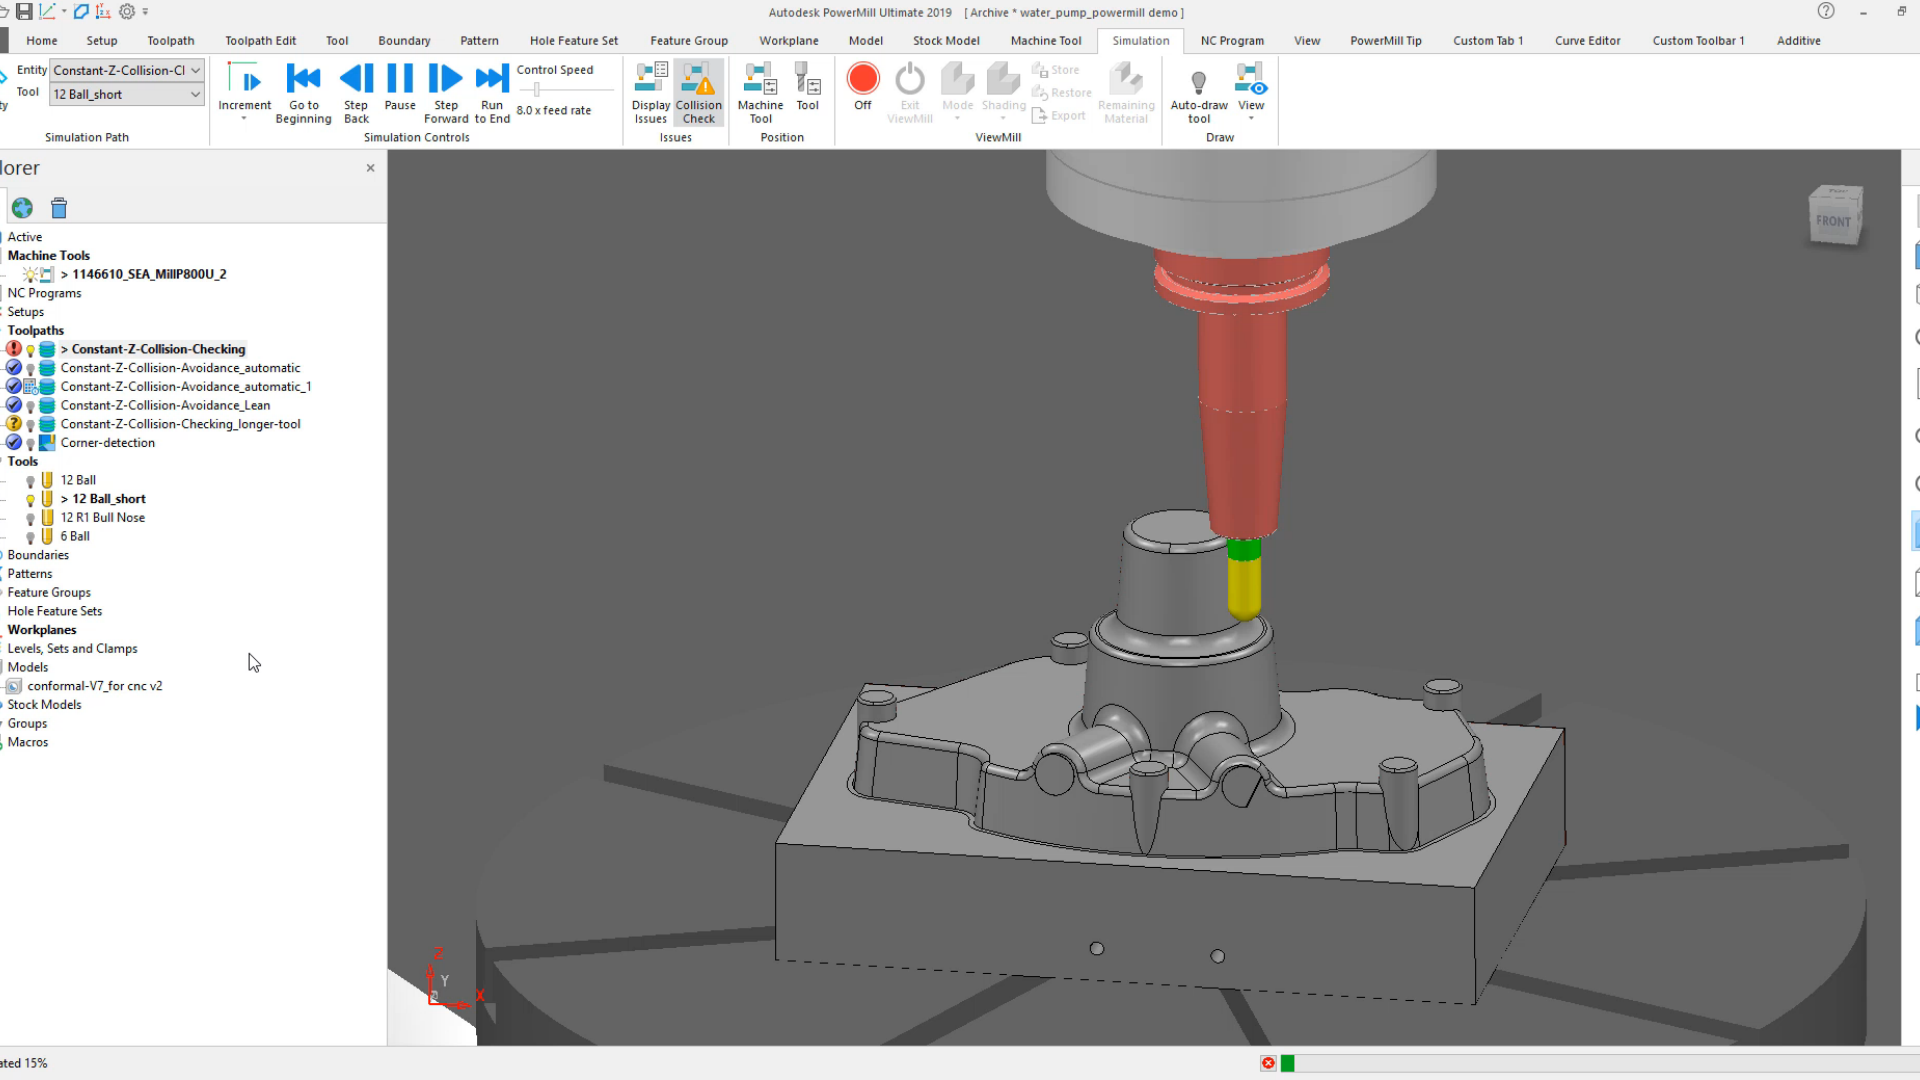 Autodesk PowerMill Ultimate 2019 [ Archive * water_pump_powermill demo ]
Home Setup Toolpath Toolpath Edit Tool Boundary Pattern Hole Feature Set Feature Group Workplane Model Stock Model Machine Tool Simulation NC Program View PowerMill Tip Custom Tab 1 Curve Editor Custom Toolbar 1 Additive
Entity Constant-Z-Collision-Cl
Tool 12 Ball_short
Simulation Path
Increment
Go to Beginning
Step Back
Pause
Step Forward
Run to End
Control Speed
8.0 x feed rate
Simulation Controls
Display Issues
Collision Check
Issues
Machine Tool
Tool
Position
Off
Exit ViewMill
Mode
Shading
Store
Restore
Export
Remaining Material
ViewMill
Auto-draw tool
View
Draw
lorer
Active
Machine Tools
> 1146610_SEA_MillP800U_2
NC Programs
Setups
Toolpaths
> Constant-Z-Collision-Checking
Constant-Z-Collision-Avoidance_automatic
Constant-Z-Collision-Avoidance_automatic_1
Constant-Z-Collision-Avoidance_Lean
Constant-Z-Collision-Checking_longer-tool
Corner-detection
Tools
12 Ball
> 12 Ball_short
12 R1 Bull Nose
6 Ball
Boundaries
Patterns
Feature Groups
Hole Feature Sets
Workplanes
Levels, Sets and Clamps
Models
conformal-V7_for cnc v2
Stock Models
Groups
Macros
FRONT
Z
Y
X
ated 15%